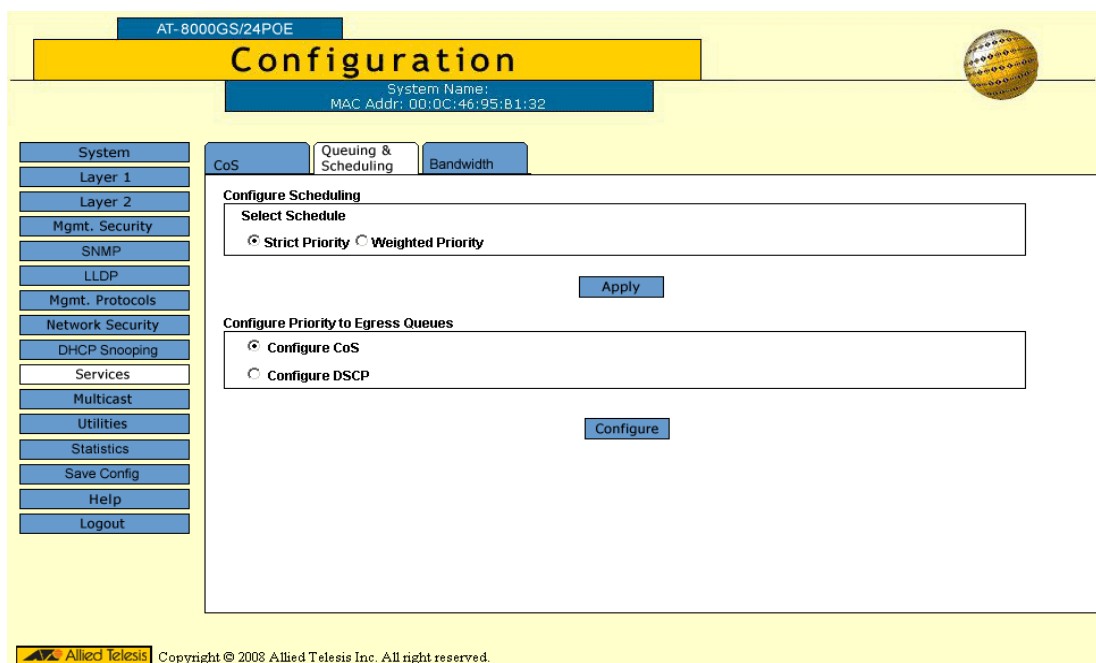 AT-8000GS/24POE
Configuration
System Name:
MAC Addr: 00:0C:46:95:B1:32
System
Layer 1
Layer 2
Mgmt. Security
SNMP
LLDP
Mgmt. Protocols
Network Security
DHCP Snooping
Services
Multicast
Utilities
Statistics
Save Config
Help
Logout
CoS
Queuing &
Scheduling
Bandwidth
Configure Scheduling
Select Schedule
Strict Priority Weighted Priority
Apply
Configure Priority to Egress Queues
Configure CoS
Configure DSCP
Configure
Allied Telesis Copyright © 2008 Allied Telesis Inc. All right reserved.